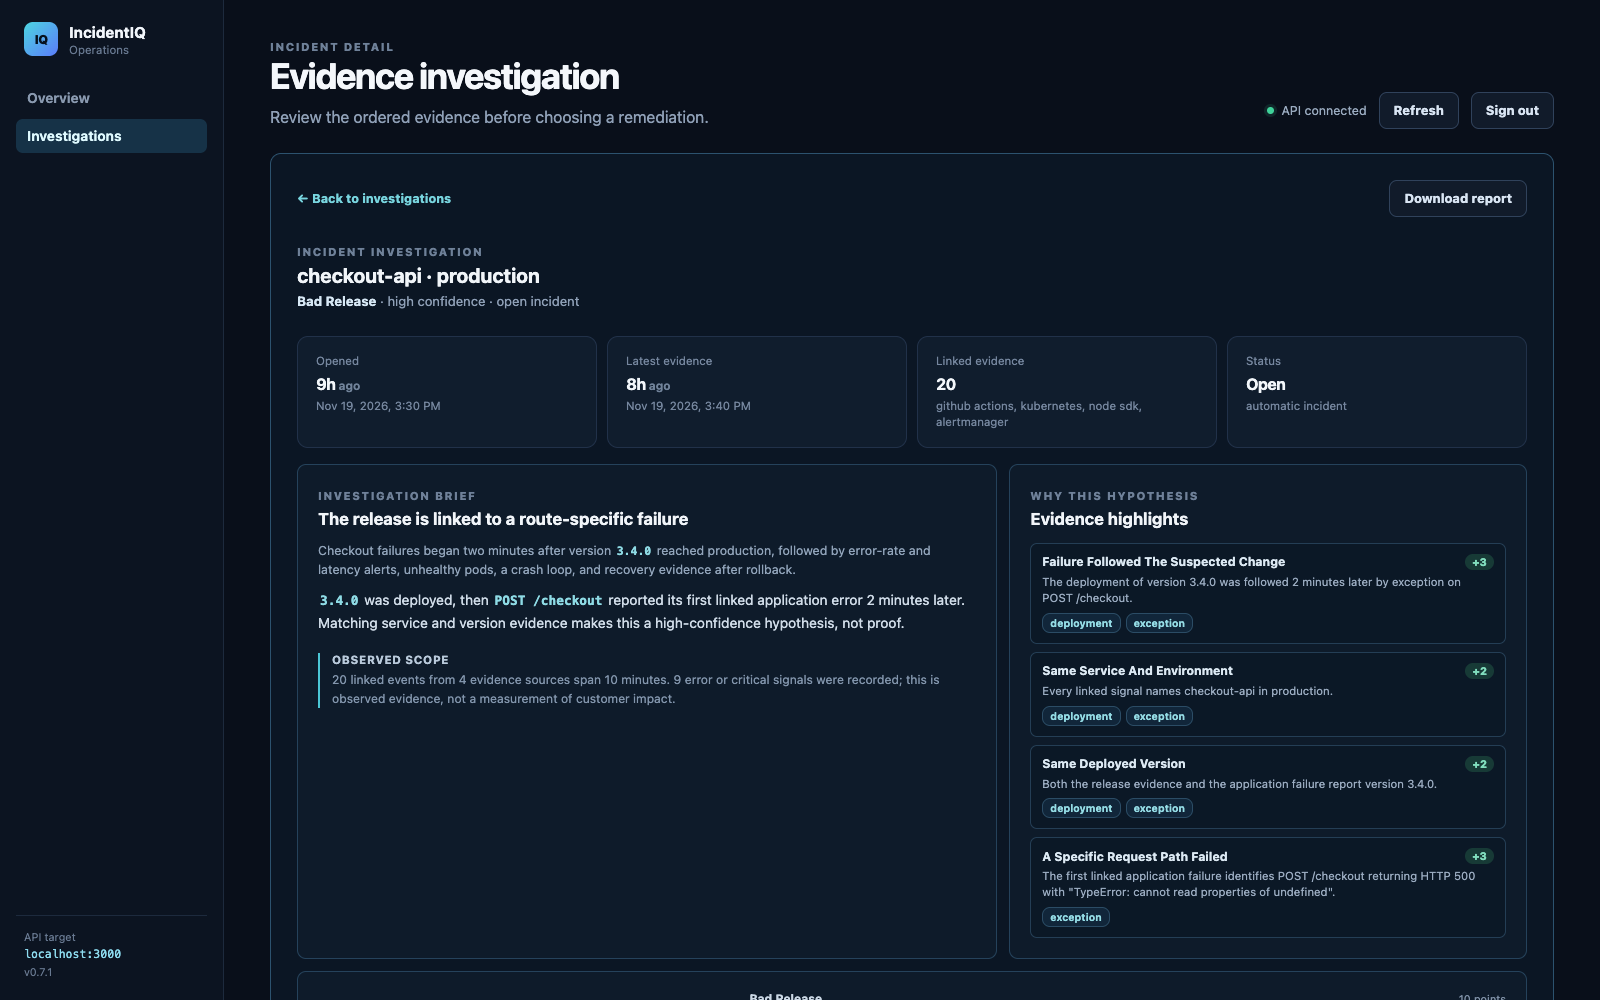 IQ
IncidentIQ
Operations
Overview
Investigations
API target
localhost:3000
v0.7.1
INCIDENT DETAIL
Evidence investigation
Review the ordered evidence before choosing a remediation.
API connected
Refresh
Sign out
← Back to investigations
Download report
INCIDENT INVESTIGATION
checkout-api · production
Bad Release · high confidence · open incident
Opened
9h ago
Nov 19, 2026, 3:30 PM
Latest evidence
8h ago
Nov 19, 2026, 3:40 PM
Linked evidence
20
github actions, kubernetes, node sdk,
alertmanager
Status
Open
automatic incident
INVESTIGATION BRIEF
The release is linked to a route-specific failure
Checkout failures began two minutes after version 3.4.0 reached production, followed by error-rate and
latency alerts, unhealthy pods, a crash loop, and recovery evidence after rollback.
3.4.0 was deployed, then POST /checkout reported its first linked application error 2 minutes later.
Matching service and version evidence makes this a high-confidence hypothesis, not proof.
OBSERVED SCOPE
20 linked events from 4 evidence sources span 10 minutes. 9 error or critical signals were recorded; this is
observed evidence, not a measurement of customer impact.
WHY THIS HYPOTHESIS
Evidence highlights
Failure Followed The Suspected Change
+3
The deployment of version 3.4.0 was followed 2 minutes later by exception on
POST /checkout.
deployment exception
Same Service And Environment
+2
Every linked signal names checkout-api in production.
deployment exception
Same Deployed Version
+2
Both the release evidence and the application failure report version 3.4.0.
deployment exception
A Specific Request Path Failed
+3
The first linked application failure identifies POST /checkout returning HTTP 500
with "TypeError: cannot read properties of undefined".
exception
Bad Release
10 points